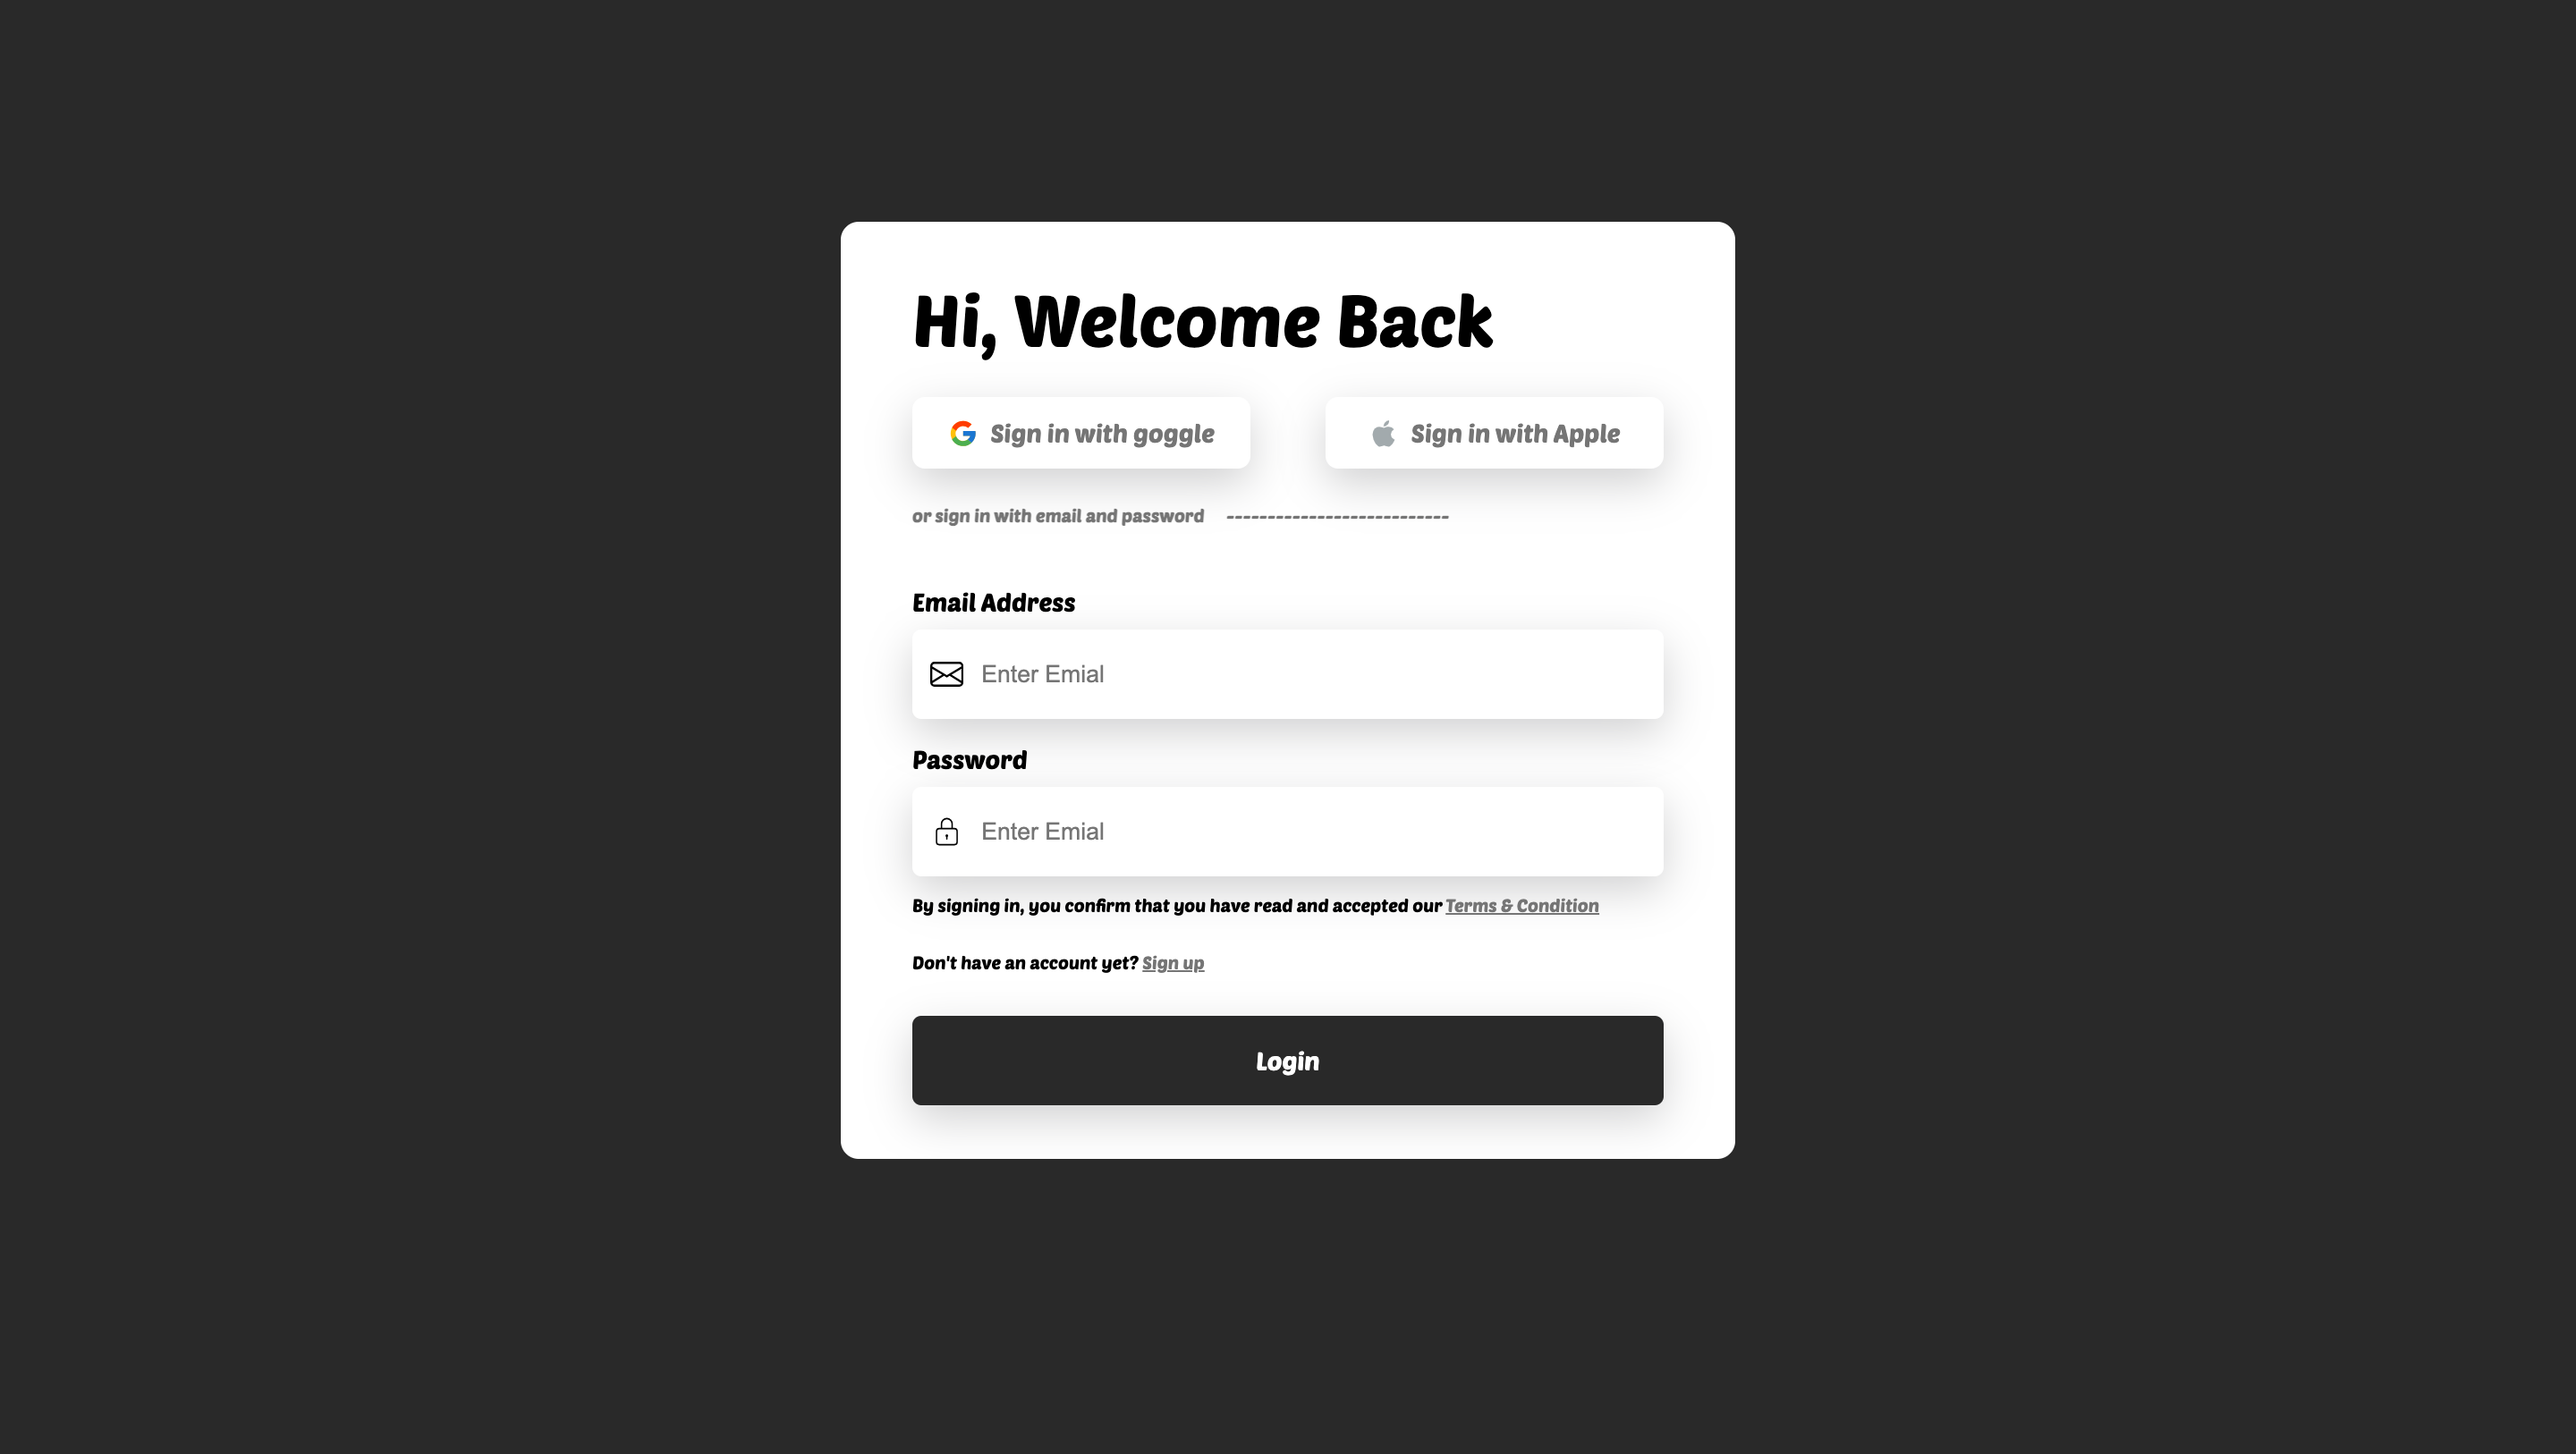 Hi, Welcome Back
Sign in with goggle
Sign in with Apple
or sign in with email and password ---------------------------
Email Address
Enter Emial
Password
Enter Emial
By signing in, you confirm that you have read and accepted our Terms & Condition
Don't have an account yet? Sign up
Login